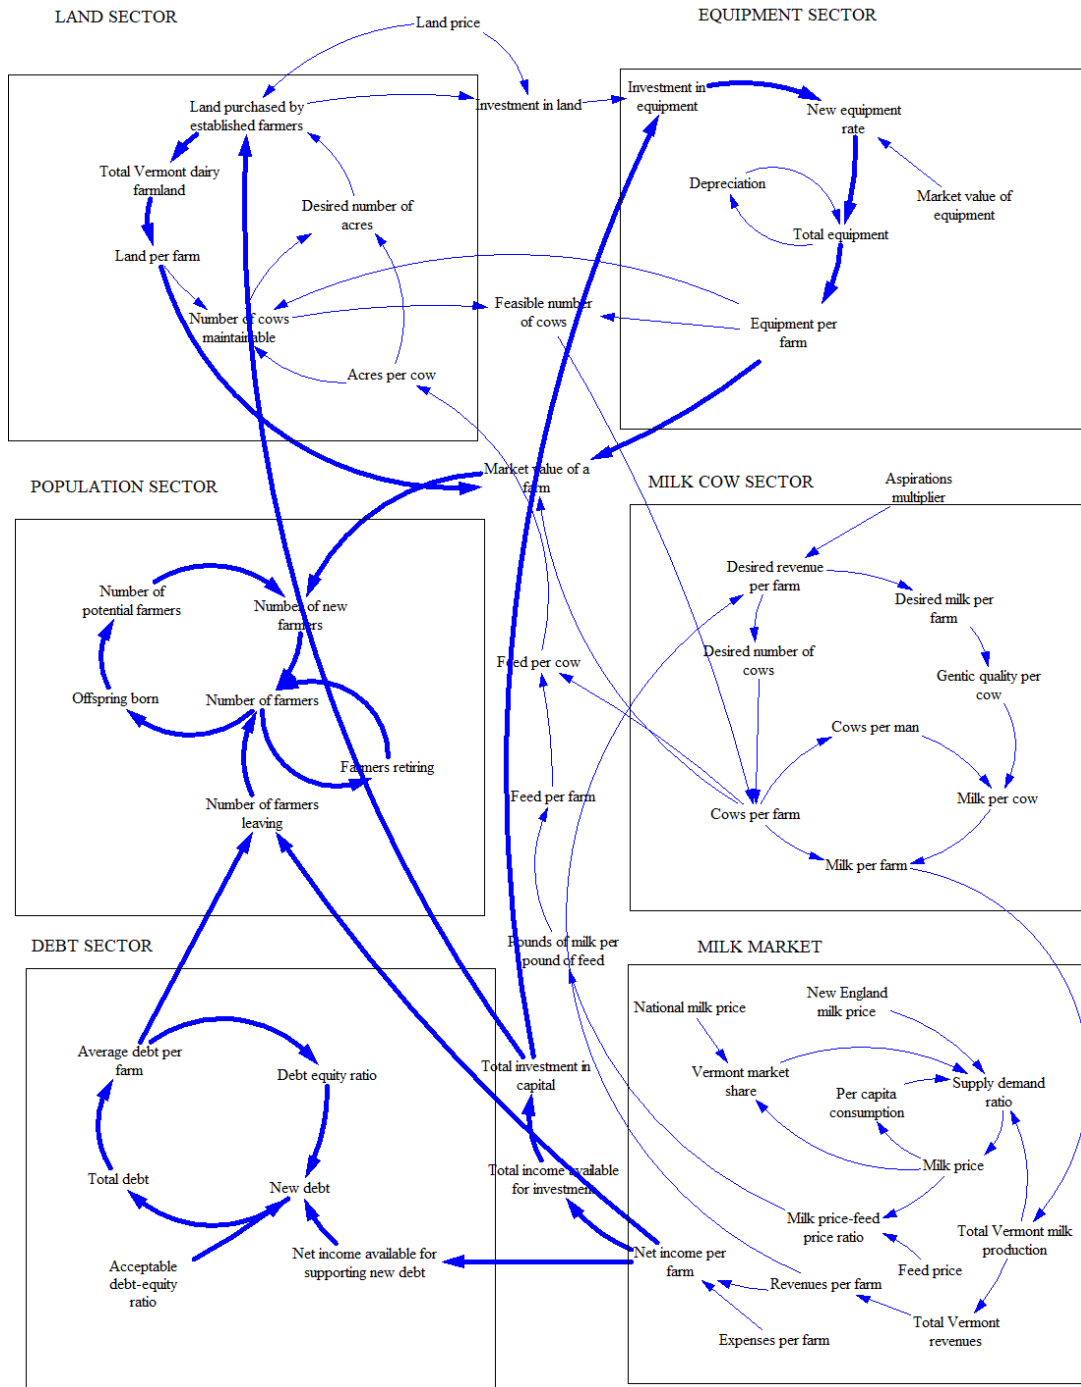 LAND SECTOR
EQUIPMENT SECTOR
Land price
Land purchased by
established farmers
Investment in land
Investment in
equipment
New equipment
rate
Total Vermont dairy
farmland
Depreciation
Market value of
equipment
Desired number of
acres
Total equipment
Land per farm
Number of cows
maintainable
Feasible number
of cows
Equipment per
farm
Acres per cow
Market value of a
farm
POPULATION SECTOR
MILK COW SECTOR
Aspirations
multiplier
Number of
potential farmers
Number of new
farmers
Desired revenue
per farm
Desired milk per
farm
Desired number of
cows
Feed per cow
Gentic quality per
cow
Offspring born
Number of farmers
Cows per man
Farmers retiring
Feed per farm
Number of farmers
leaving
Cows per farm
Milk per cow
Milk per farm
DEBT SECTOR
Pounds of milk per
pound of feed
MILK MARKET
National milk price
New England
milk price
Average debt per
farm
Debt equity ratio
Total investment in
capital
Vermont market
share
Per capita
consumption
Supply demand
ratio
Total debt
New debt
Total income available
for investment
Milk price
Milk price-feed
price ratio
Total Vermont milk
production
Acceptable
debt-equity
ratio
Net income available for
supporting new debt
Net income per
farm
Revenues per farm
Feed price
Total Vermont
revenues
Expenses per farm